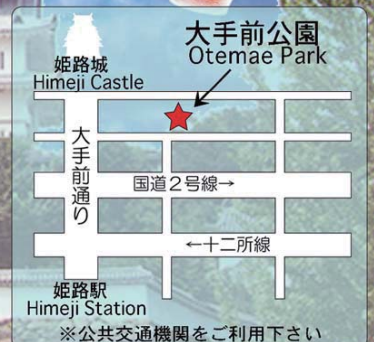 大手前公園
Otemae Park
姫路城
Himeji Castle
大手前通り
国道2号線→
←十二所線
姫路駅
Himeji Station
※公共交通機関をご利用下さい